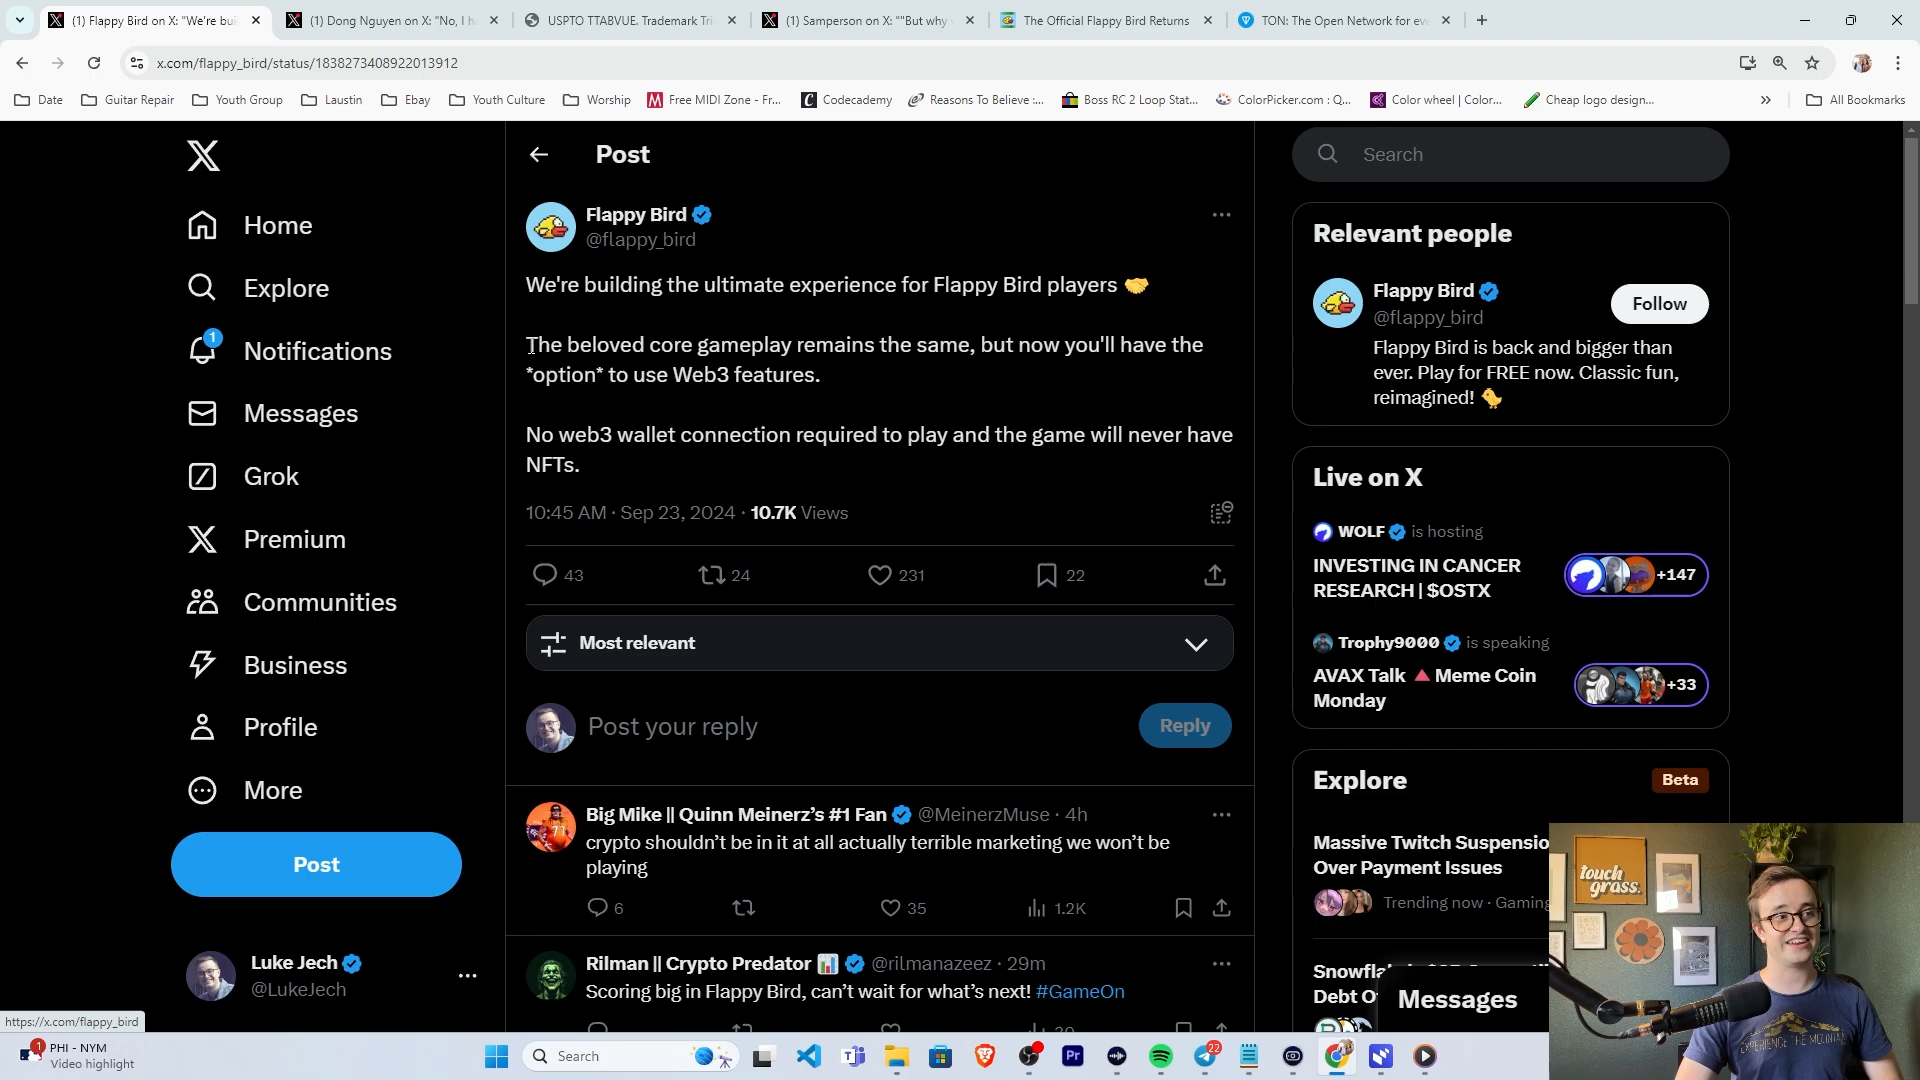 (1) Flappy Bird on X: "We're bui
(1) Dong Nguyen on X: "No, I h
USPTO TTABVUE. Trademark Tri
(1) Samperson on X: ""But why
The Official Flappy Bird Returns
TON: The Open Network for eve
x.com/flappy_bird/status/1838273408922013912
Date
Guitar Repair
Youth Group
Laustin
Ebay
Youth Culture
Worship
Free MIDI Zone - Fr...
Codecademy
Reasons To Believe :...
Boss RC 2 Loop Stat...
ColorPicker.com : Q...
Color wheel | Color...
Cheap logo design...
All Bookmarks
Home
Explore
1
Notifications
Messages
Grok
Premium
Communities
Business
Profile
More
Post
Luke Jech
@LukeJech
https://x.com/flappy_bird
Post
Flappy Bird
@flappy_bird
We're building the ultimate experience for Flappy Bird players 🤝
The beloved core gameplay remains the same, but now you'll have the
*option* to use Web3 features.
No web3 wallet connection required to play and the game will never have
NFTs.
10:45 AM · Sep 23, 2024 · 10.7K Views
43
24
231
22
Most relevant
Post your reply
Reply
Big Mike || Quinn Meinerz's #1 Fan @MeinerzMuse · 4h
crypto shouldn't be in it at all actually terrible marketing we won't be
playing
6
35
1.2K
Rilman || Crypto Predator 📊 @rilmanazeez · 29m
Scoring big in Flappy Bird, can't wait for what's next! #GameOn
Search
Relevant people
Flappy Bird
@flappy_bird
Follow
Flappy Bird is back and bigger than
ever. Play for FREE now. Classic fun,
reimagined! 🐤
Live on X
WOLF is hosting
INVESTING IN CANCER
RESEARCH | $OSTX
+147
Trophy9000 is speaking
AVAX Talk 🔺 Meme Coin
Monday
+33
Explore
Beta
Massive Twitch Suspensio
Over Payment Issues
Trending now · Gaming
Debt O
Messages
touch
grass.
EXPERIENCE THE MOUNTAIN
1
PHI - NYM
Video highlight
Search
22